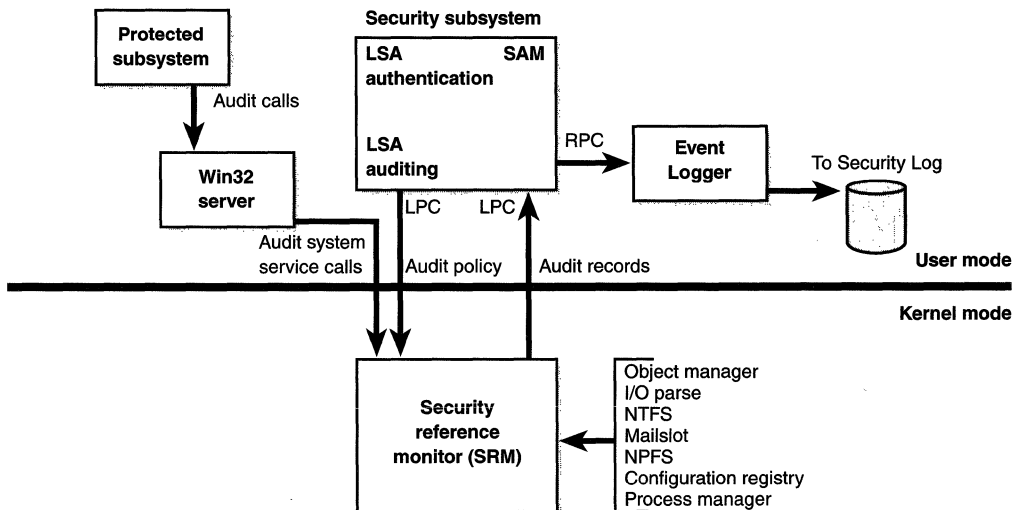 Security subsystem
Protected
subsystem
LSA
authentication
SAM
Audit calls
LSA
auditing
RPC
Event
Logger
To Security Log
Win32
server
LPC
LPC
Audit system
service calls
Audit policy
Audit records
User mode
Kernel mode
Security
reference
monitor (SRM)
Object manager
I/O parse
NTFS
Mailslot
NPFS
Configuration registry
Process manager